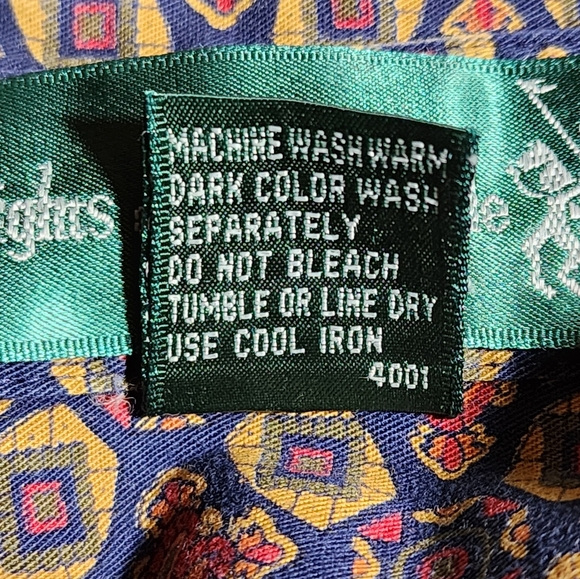 MACHINE WASH WARM
DARK COLOR WASH
SEPARATELY
DO NOT BLEACH
TUMBLE OR LINE DRY
USE COOL IRON
4001